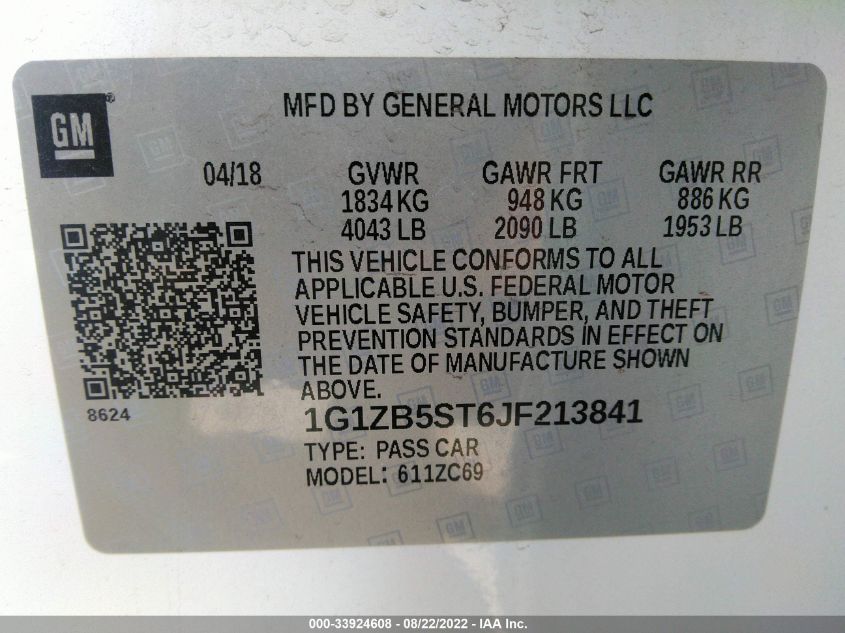 GM
MFD BY GENERAL MOTORS LLC
04/18 GVWR GAWR FRT GAWR RR
1834 KG 948 KG 886 KG
4043 LB 2090 LB 1953 LB
THIS VEHICLE CONFORMS TO ALL
APPLICABLE U.S. FEDERAL MOTOR
VEHICLE SAFETY, BUMPER, AND THEFT
PREVENTION STANDARDS IN EFFECT ON
THE DATE OF MANUFACTURE SHOWN
ABOVE.
8624
1G1ZB5ST6JF213841
TYPE: PASS CAR
MODEL: 611ZC69
000-33924608 - 08/22/2022 - IAA Inc.